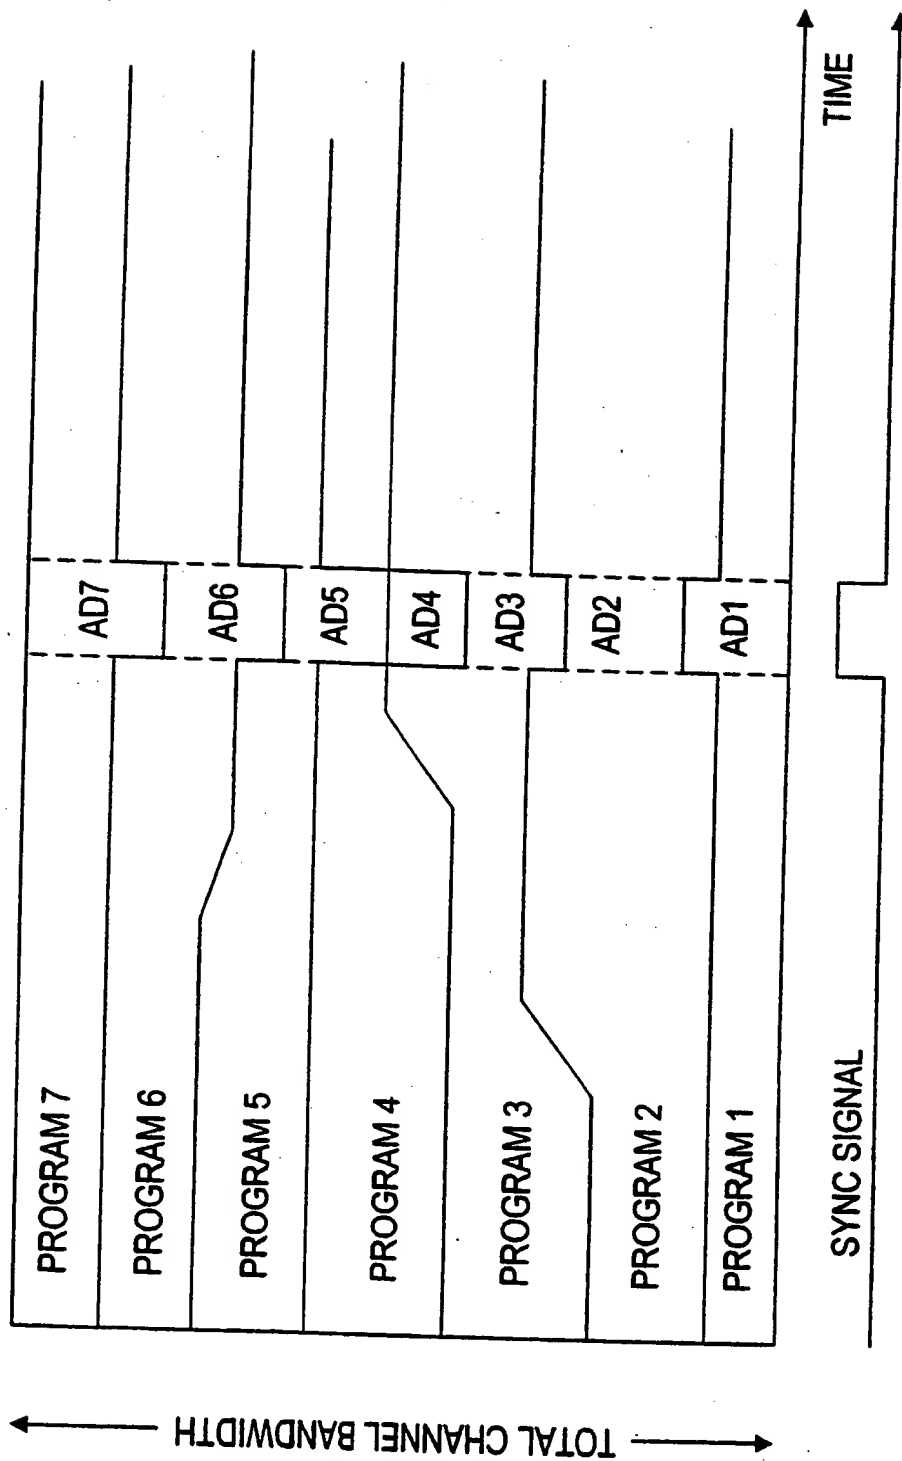 TOTAL CHANNEL BANDWIDTH
PROGRAM 7
PROGRAM 6
PROGRAM 5
PROGRAM 4
PROGRAM 3
PROGRAM 2
PROGRAM 1
AD7
AD6
AD5
AD4
AD3
AD2
AD1
SYNC SIGNAL
TIME